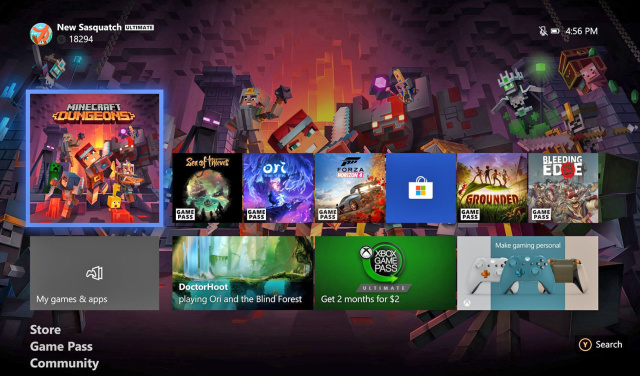 New Sasquatch ULTIMATE
18294
4:56 PM
MINECRAFT
DUNGEONS
Sea of Thieves
GAME
PASS
ori
GAME
PASS
FORZA
HORIZON 4
GAME
PASS
GROUNDED
GAME
PASS
BLEEDING
EDGE
GAME
PASS
My games & apps
DoctorHoot
playing Ori and the Blind Forest
XBOX
GAME
PASS
ULTIMATE
Get 2 months for $2
Make gaming personal
Store
Game Pass
Community
Y Search